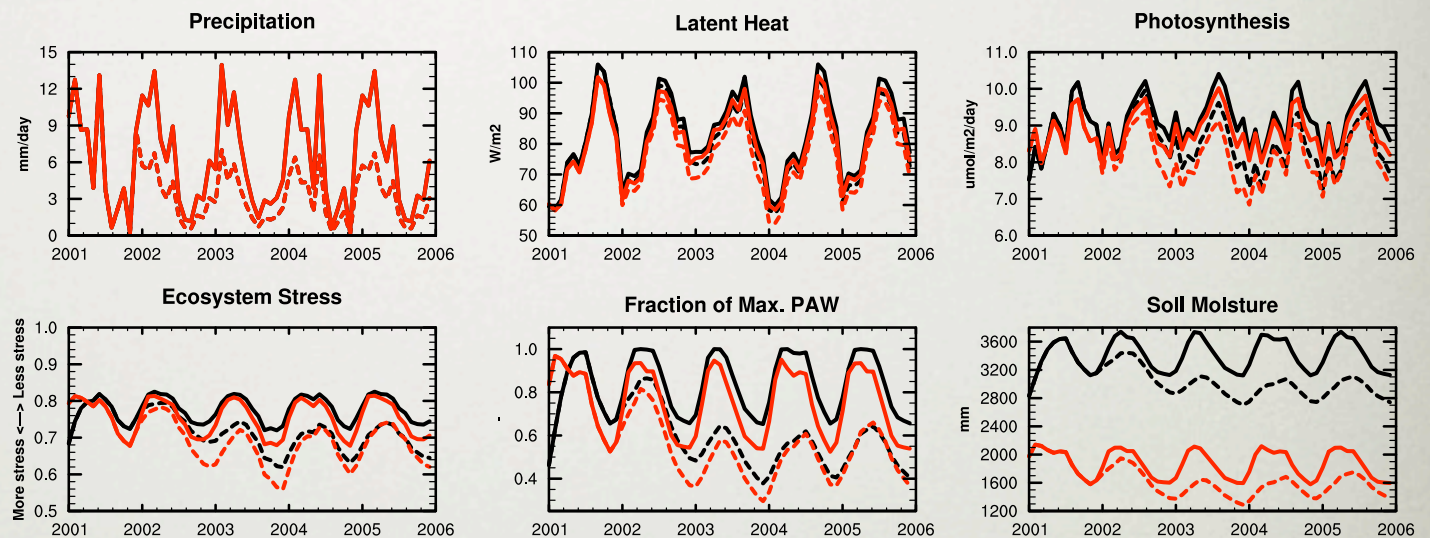 Precipitation
Latent Heat
Photosynthesis
15
12
9
6
3
0
mm/day
2001 2002 2003 2004 2005 2006
110
100
90
80
70
60
50
W/m2
2001 2002 2003 2004 2005 2006
11.0
10.0
9.0
8.0
7.0
6.0
umol/m2/day
2001 2002 2003 2004 2005 2006
Ecosystem Stress
Fraction of Max. PAW
Soil Moisture
1.0
0.9
0.8
0.7
0.6
0.5
More stress <--> Less stress
2001 2002 2003 2004 2005 2006
1.0
0.8
0.6
0.4
-
2001 2002 2003 2004 2005 2006
3600
3200
2800
2400
2000
1600
1200
mm
2001 2002 2003 2004 2005 2006